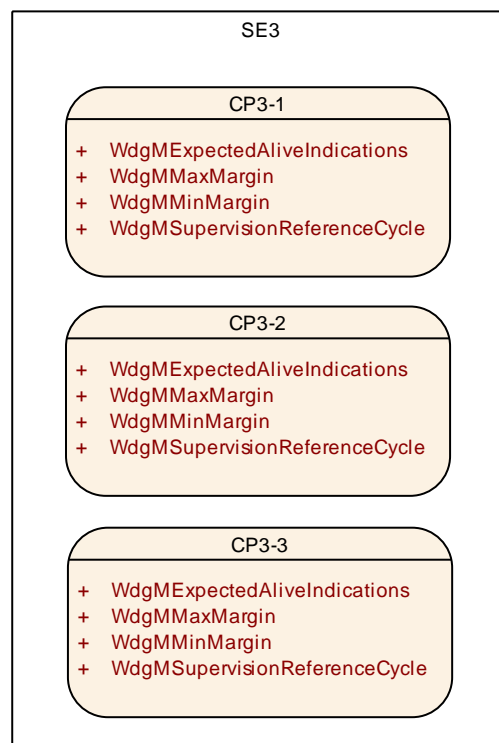 SE3
CP3-1
+ WdgMExpectedAliveIndications
+ WdgMMaxMargin
+ WdgMMinMargin
+ WdgMSupervisionReferenceCycle
CP3-2
+ WdgMExpectedAliveIndications
+ WdgMMaxMargin
+ WdgMMinMargin
+ WdgMSupervisionReferenceCycle
CP3-3
+ WdgMExpectedAliveIndications
+ WdgMMaxMargin
+ WdgMMinMargin
+ WdgMSupervisionReferenceCycle